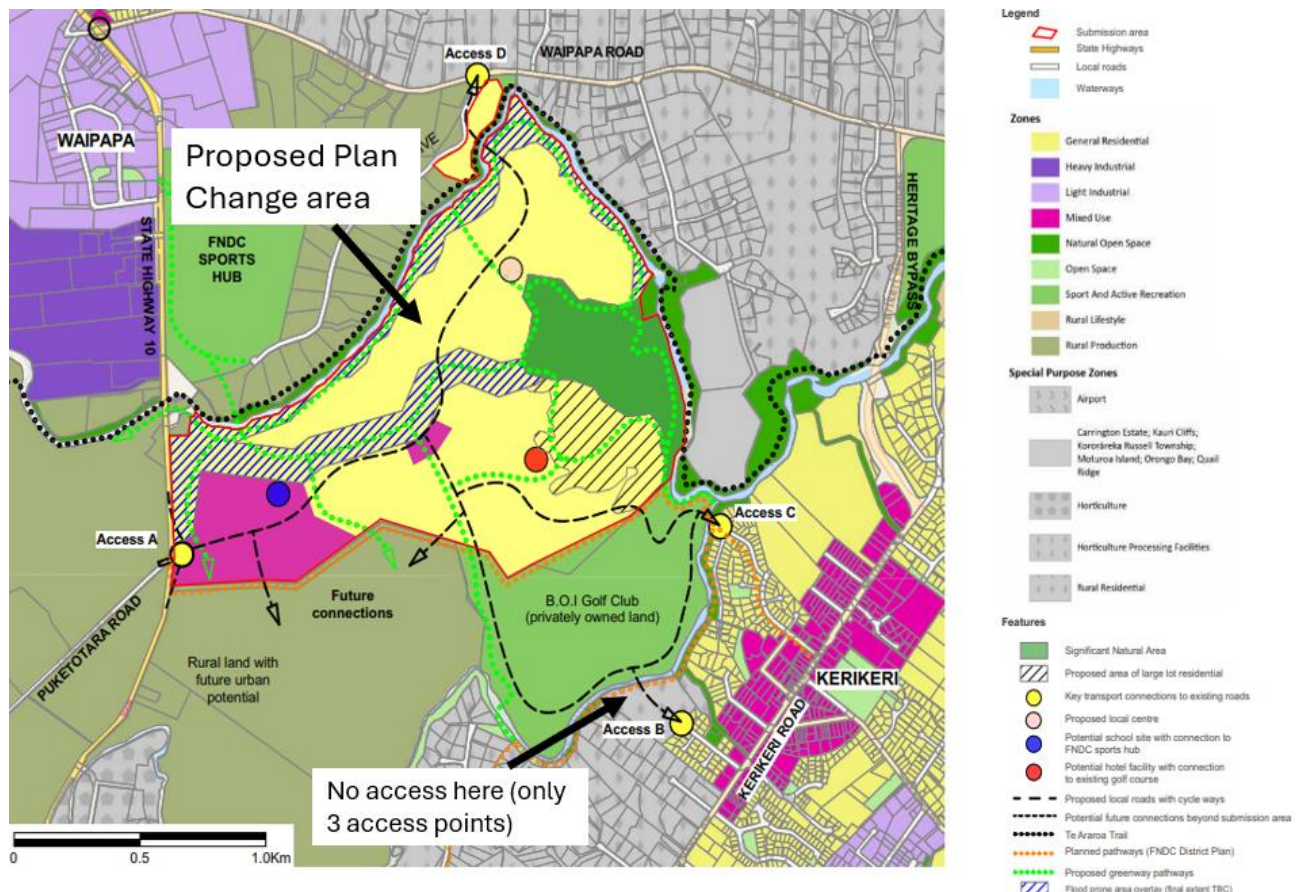 Access D
WAIPAPA ROAD
WAIPAPA
Proposed Plan
Change area
IVE
STATE HIGHWAY 10
FNDC
SPORTS
HUB
HERITAGE BYPASS
Access A
Access C
Future
connections
B.O.I Golf Club
(privately owned land)
PUKETOTARA ROAD
Rural land with
future urban
potential
KERIKERI
Access B
KERIKERI ROAD
No access here (only
3 access points)
0
0.5
1.0Km
Legend
Submission area
State Highways
Local roads
Waterways
Zones
General Residential
Heavy Industrial
Light Industrial
Mixed Use
Natural Open Space
Open Space
Sport And Active Recreation
Rural Lifestyle
Rural Production
Special Purpose Zones
Airport
Carrington Estate; Kauri Cliffs;
Kororāreka Russell Township;
Moturoa Island; Orongo Bay; Quail
Ridge
Horticulture
Horticulture Processing Facilities
Rural Residential
Features
Significant Natural Area
Proposed area of large lot residential
Key transport connections to existing roads
Proposed local centre
Potential school site with connection to
FNDC sports hub
Potential hotel facility with connection
to existing golf course
Proposed local roads with cycle ways
Potential future connections beyond submission area
Te Araroa Trail
Planned pathways (FNDC District Plan)
Proposed greenway pathways
Flood prone area overlay (final extent TBC)